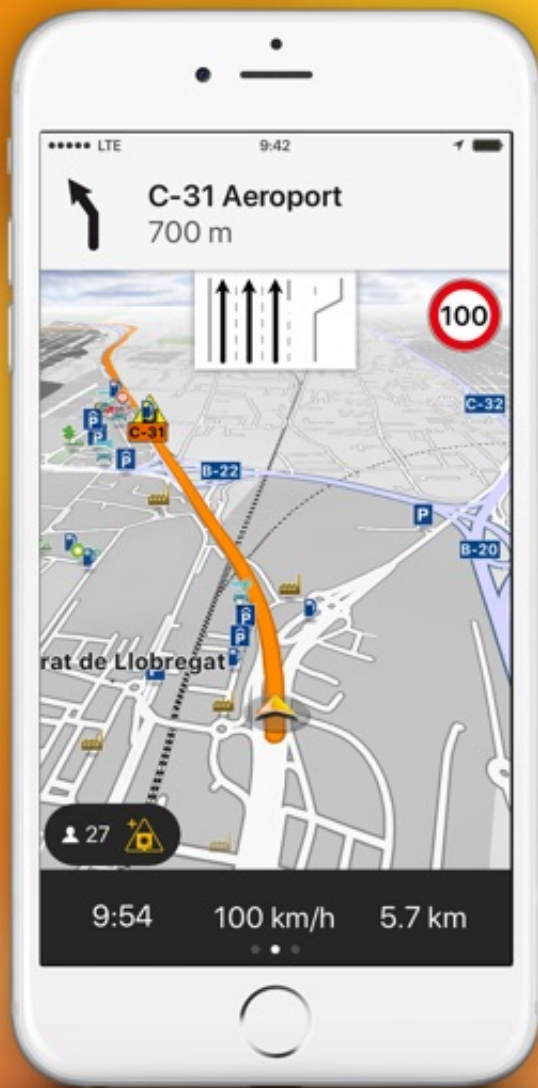 LTE 9:42
C-31 Aeroport
700 m
100
C-32
P
P
C-31
P
B-22
P
B-20
P
P
rat de Llobregat
27
9:54 100 km/h 5.7 km